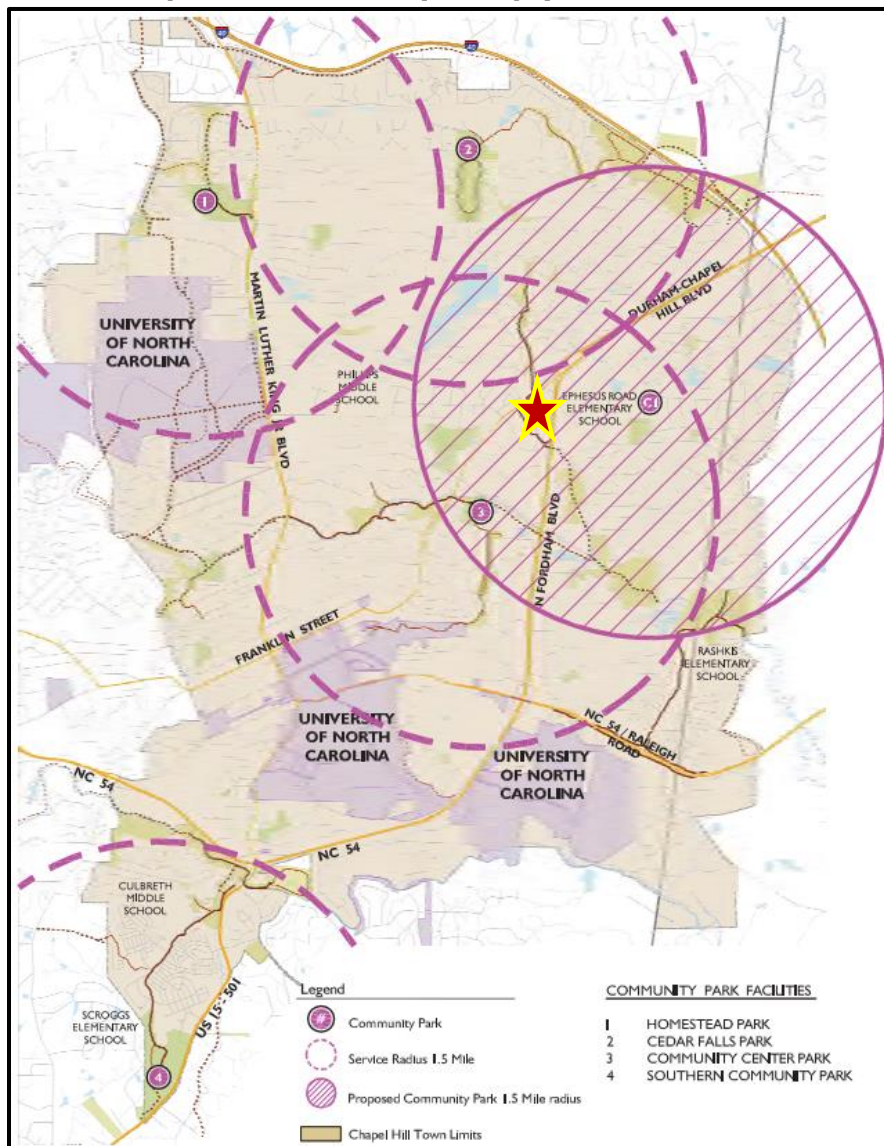 40
40
2
1
DURHAM-CHAPEL
HILL BLVD
MARTIN LUTHER KING JR BLVD
UNIVERSITY
OF NORTH
CAROLINA
PHILLIPS
MIDDLE
SCHOOL
EPHESUS ROAD
ELEMENTARY
SCHOOL
C1
3
N FORDHAM BLVD
FRANKLIN STREET
RASHKIS
ELEMENTARY
SCHOOL
UNIVERSITY
OF NORTH
CAROLINA
NC 54 / RALEIGH
ROAD
UNIVERSITY
OF NORTH
CAROLINA
NC 54
NC 54
CULBRETH
MIDDLE
SCHOOL
US 15 - 501
SCROGGS
ELEMENTARY
SCHOOL
4
Legend
# Community Park
Service Radius 1.5 Mile
Proposed Community Park 1.5 Mile radius
Chapel Hill Town Limits
COMMUNITY PARK FACILITIES
1 HOMESTEAD PARK
2 CEDAR FALLS PARK
3 COMMUNITY CENTER PARK
4 SOUTHERN COMMUNITY PARK